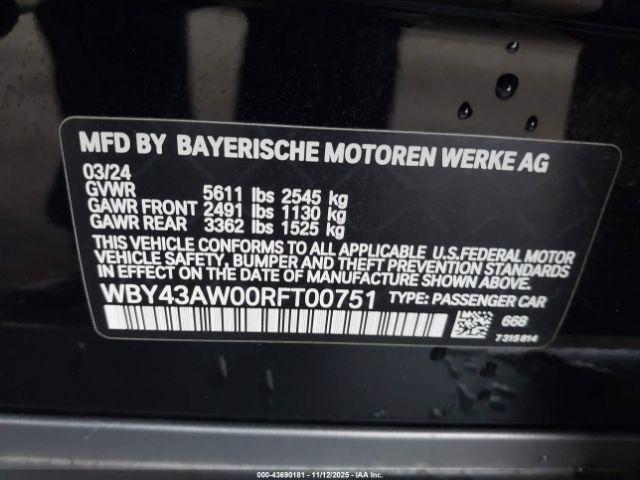 MFD BY BAYERISCHE MOTOREN WERKE AG
03/24
GVWR 5611 lbs 2545 kg
GAWR FRONT 2491 lbs 1130 kg
GAWR REAR 3362 lbs 1525 kg
THIS VEHICLE CONFORMS TO ALL APPLICABLE U.S.FEDERAL MOTOR
VEHICLE SAFETY, BUMPER AND THEFT PREVENTION STANDARDS
IN EFFECT ON THE DATE OF MANUFACTURE SHOWN ABOVE.
WBY43AW00RFT00751 TYPE: PASSENGER CAR
668
7315814
000-43690181 - 11/12/2025 - IAA Inc.